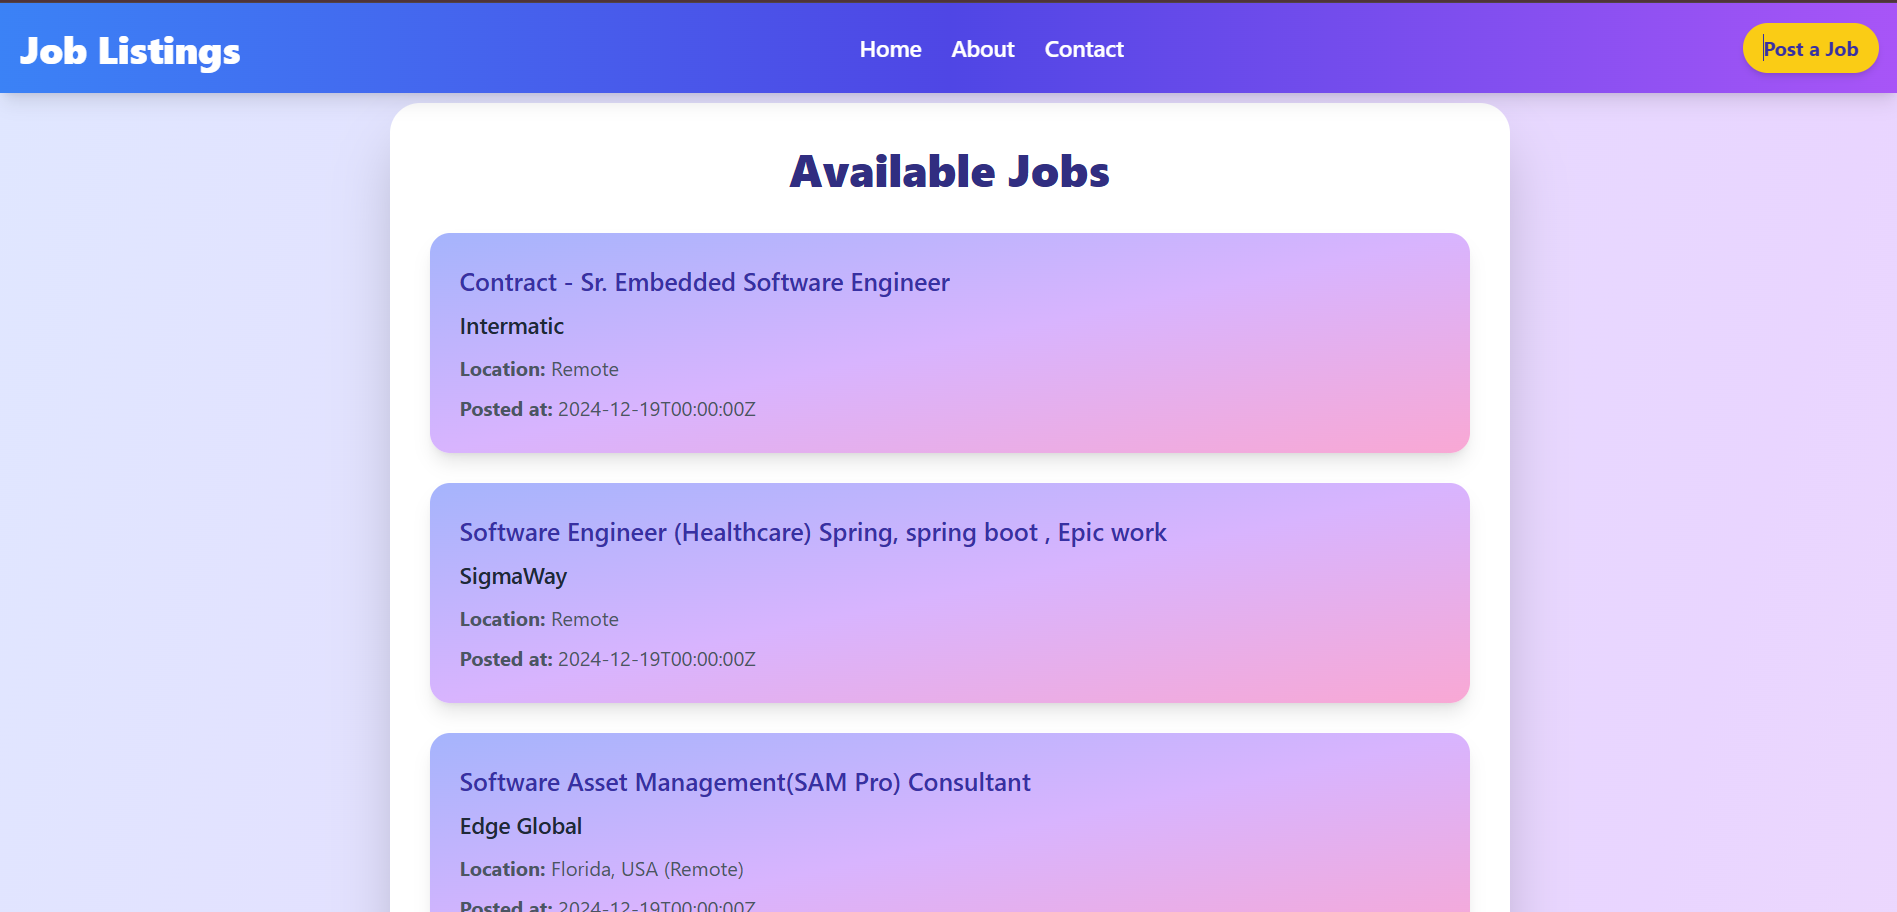 Job Listings
Home About Contact
Post a Job
Available Jobs
Contract - Sr. Embedded Software Engineer
Intermatic
Location: Remote
Posted at: 2024-12-19T00:00:00Z
Software Engineer (Healthcare) Spring, spring boot , Epic work
SigmaWay
Location: Remote
Posted at: 2024-12-19T00:00:00Z
Software Asset Management(SAM Pro) Consultant
Edge Global
Location: Florida, USA (Remote)
Posted at: 2024-12-19T00:00:00Z